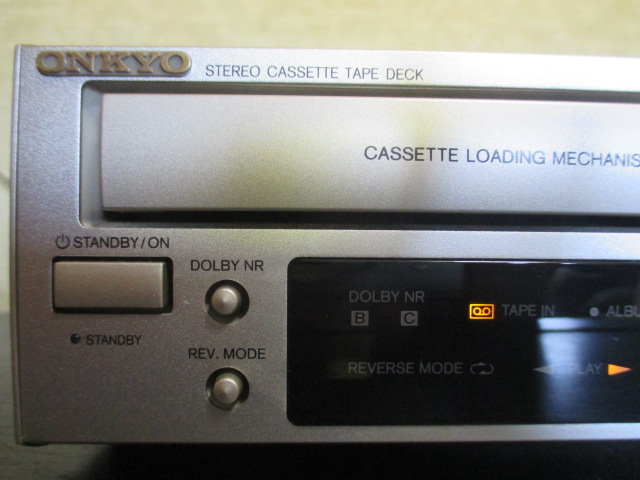 ONKYO STEREO CASSETTE TAPE DECK
CASSETTE LOADING MECHANIS
STANDBY/ON
DOLBY NR
STANDBY
REV. MODE
DOLBY NR
B C
TAPE IN
ALBU
REVERSE MODE
PLAY